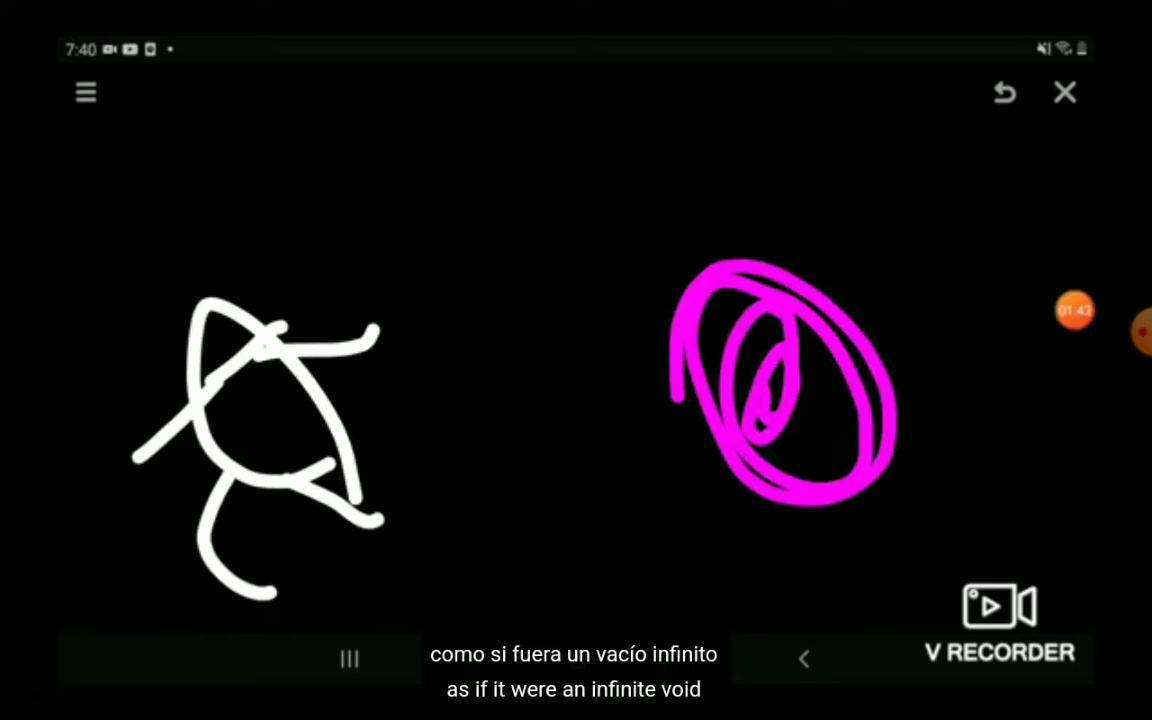 7:40
01:43
V RECORDER
como si fuera un vacío infinito
as if it were an infinite void